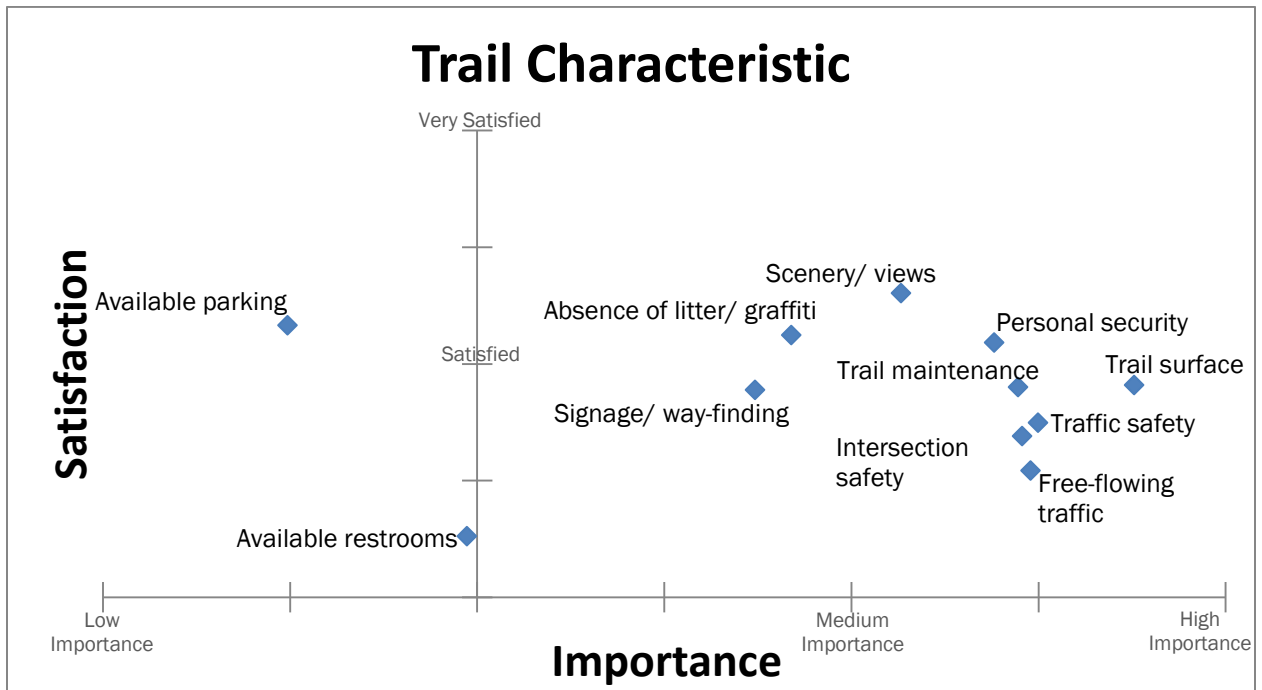 Trail Characteristic
Very Satisfied
Scenery/ views
Available parking
Absence of litter/ graffiti
Personal security
Satisfied
Trail surface
Trail maintenance
Satisfaction
Signage/ way-finding
Traffic safety
Intersection
safety
Free-flowing
traffic
Available restrooms
Low
Importance
Medium
Importance
High
Importance
Importance